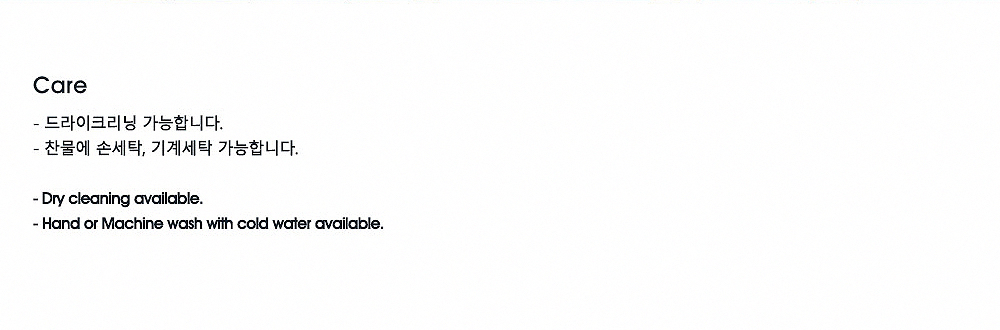 Care
- 드라이크리닝 가능합니다.
- 찬물에 손세탁, 기계세탁 가능합니다.
- Dry cleaning available.
- Hand or Machine wash with cold water available.